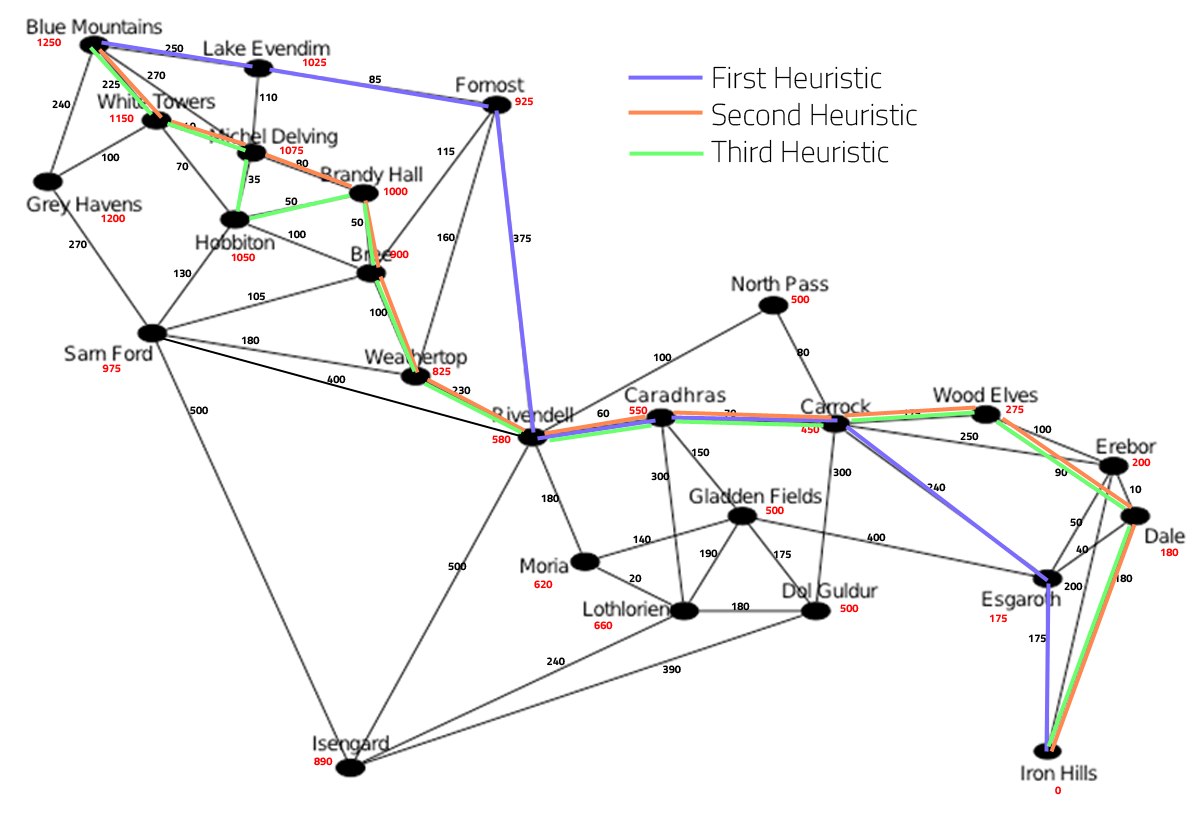 Blue Mountains
1250
250
Lake Evendim
1025
First Heuristic
Second Heuristic
Third Heuristic
270
225
85
Fornost
925
240
White Towers
1150
110
Michel Delving
1075
115
100
70
80
Brandy Hall
1000
35
50
50
Grey Havens
1200
Hobbiton
1050
100
Bree
900
160
375
270
130
105
100
North Pass
500
180
Sam Ford
975
Weathertop
825
400
230
100
80
Rivendell
580
60
Caradhras
550
70
Carrock
450
Wood Elves
275
100
250
Erebor
200
90
10
500
150
300
300
240
180
Gladden Fields
500
Dale
180
50
40
140
190
175
400
500
Moria
620
20
Lothlorien
660
180
Dol Guldur
500
Esgaroth
175
200
180
175
240
390
Isengard
890
Iron Hills
0